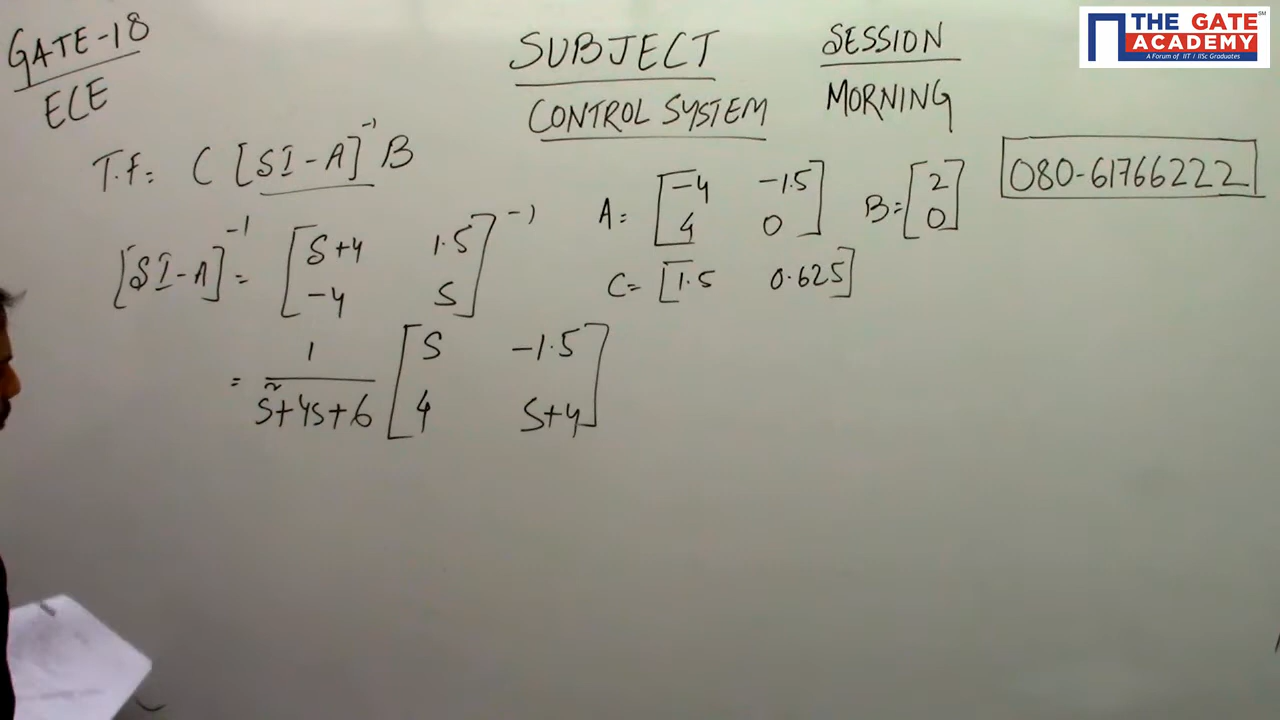 GATE-18
ECE
SUBJECT
CONTROL SYSTEM
SESSION
MORNING
THE GATE ACADEMY
A Forum of IIT / IISc Graduates
080-61766222
T.F= C [SI-A]⁻¹ B
A= [-4 -1.5
4 0]
B= [2
0]
C= [1.5 0.625]
[SI-A]⁻¹ = [S+4 1.5
-4 S]⁻¹
= 1/(S²+4S+6) [S -1.5
4 S+4]